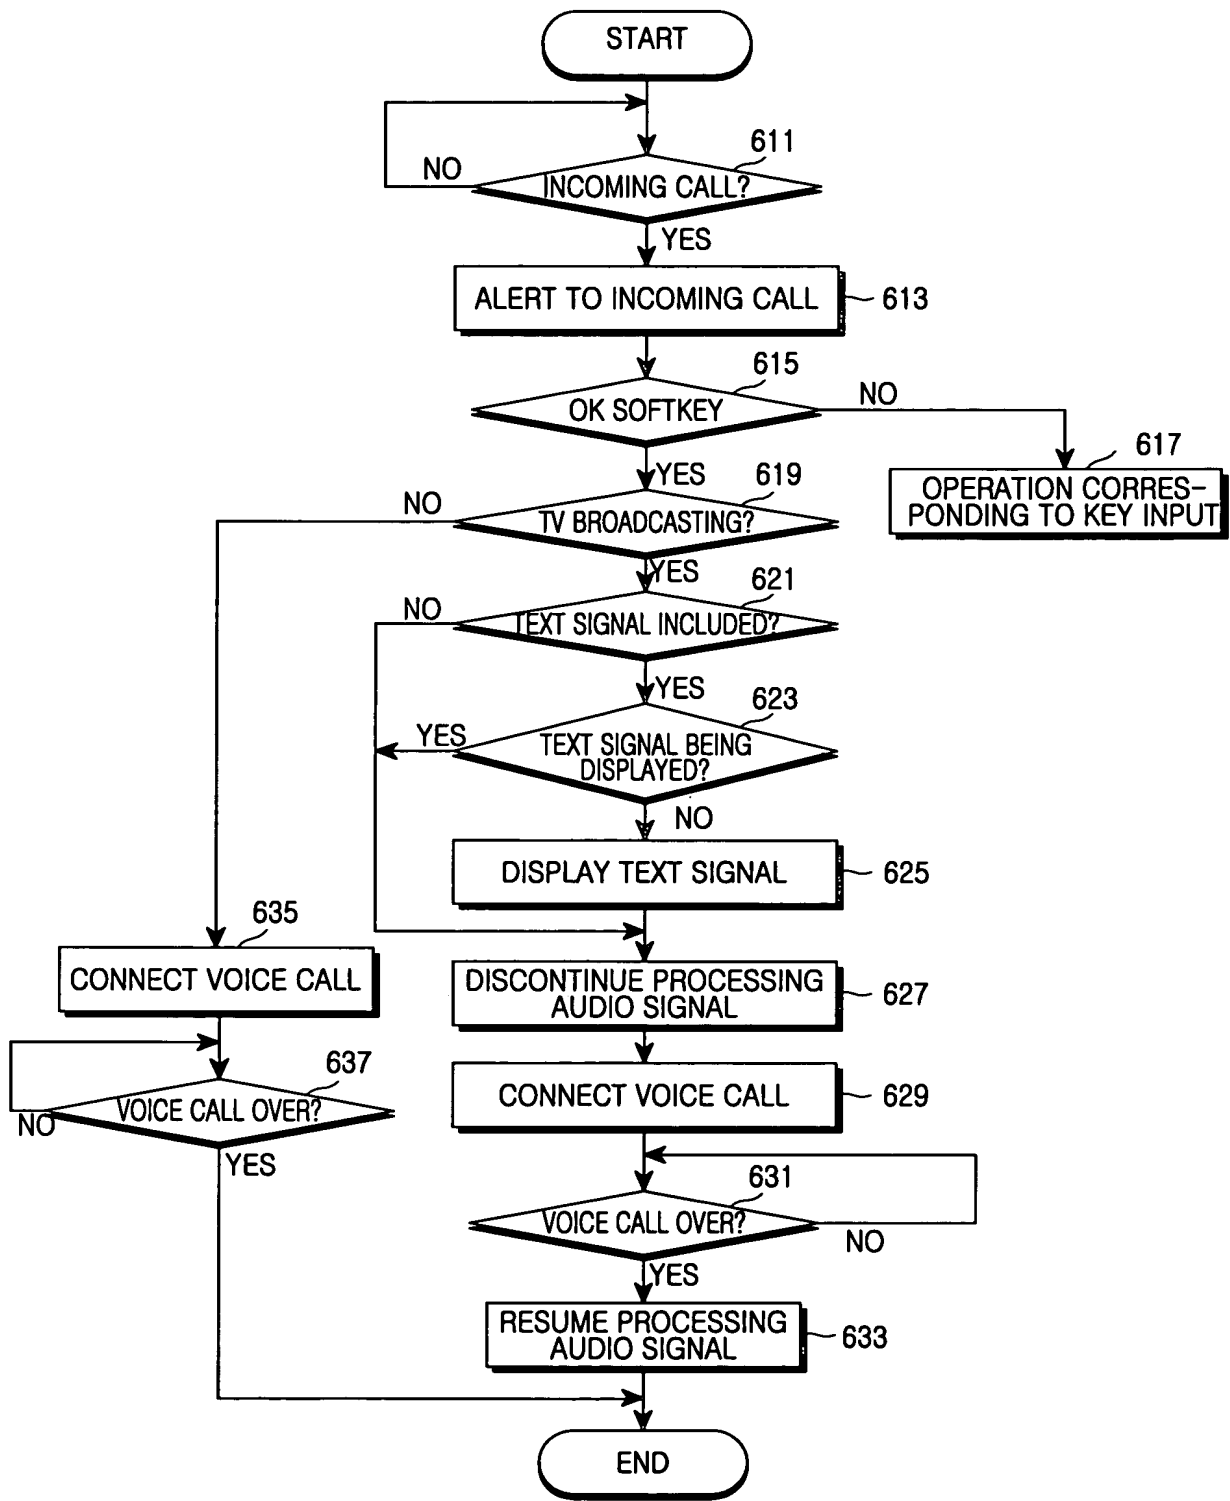 START
611
NO
INCOMING CALL?
YES
ALERT TO INCOMING CALL
613
615
OK SOFTKEY
NO
YES
617
OPERATION CORRES-
PONDING TO KEY INPUT
619
NO
TV BROADCASTING?
YES
621
NO
TEXT SIGNAL INCLUDED?
YES
623
YES
TEXT SIGNAL BEING
DISPLAYED?
NO
DISPLAY TEXT SIGNAL
625
635
CONNECT VOICE CALL
DISCONTINUE PROCESSING
AUDIO SIGNAL
627
637
VOICE CALL OVER?
NO
YES
CONNECT VOICE CALL
629
631
VOICE CALL OVER?
NO
YES
RESUME PROCESSING
AUDIO SIGNAL
633
END